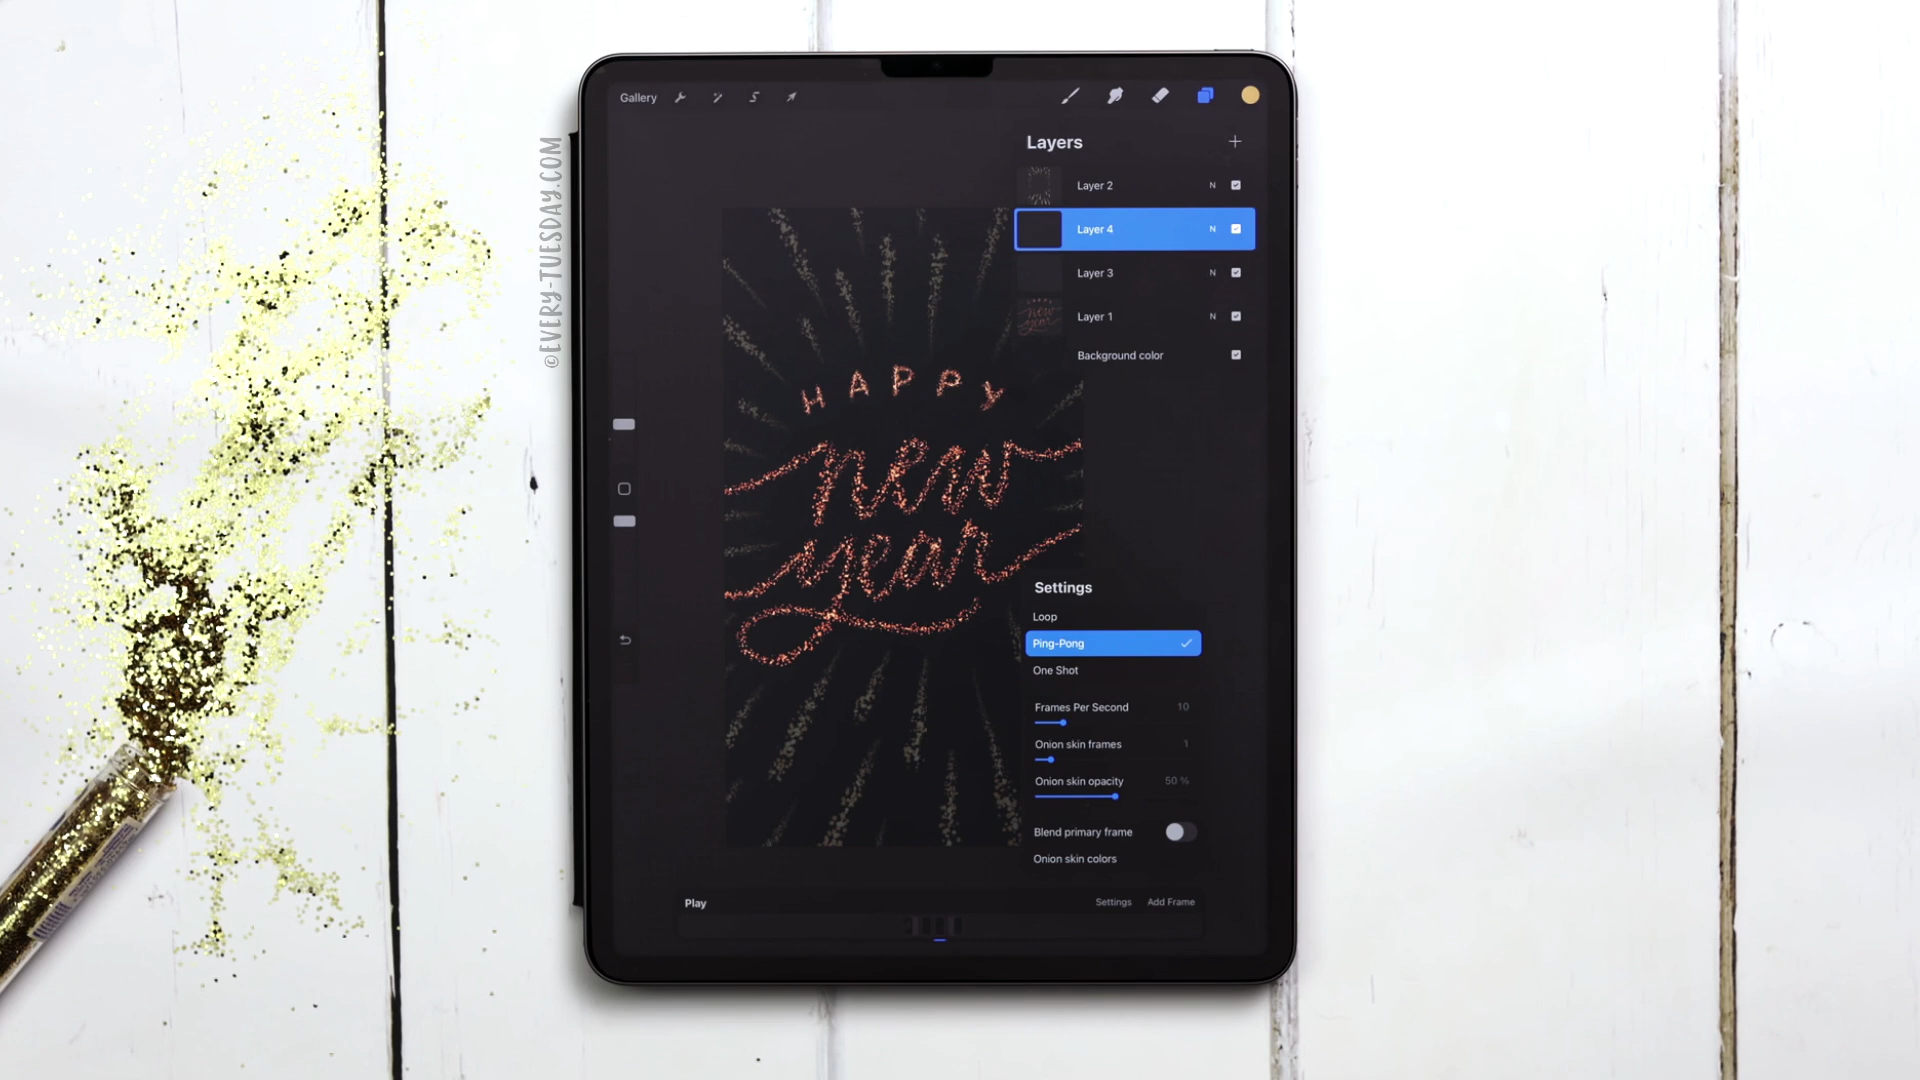 ©EVERY-TUESDAY.COM
Gallery
Layers
Layer 2 N
Layer 4 N
Layer 3 N
Layer 1 N
Background color
HAPPY
new
year
Settings
Loop
Ping-Pong
One Shot
Frames Per Second 10
Onion skin frames 1
Onion skin opacity 50 %
Blend primary frame
Onion skin colors
Play Settings Add Frame